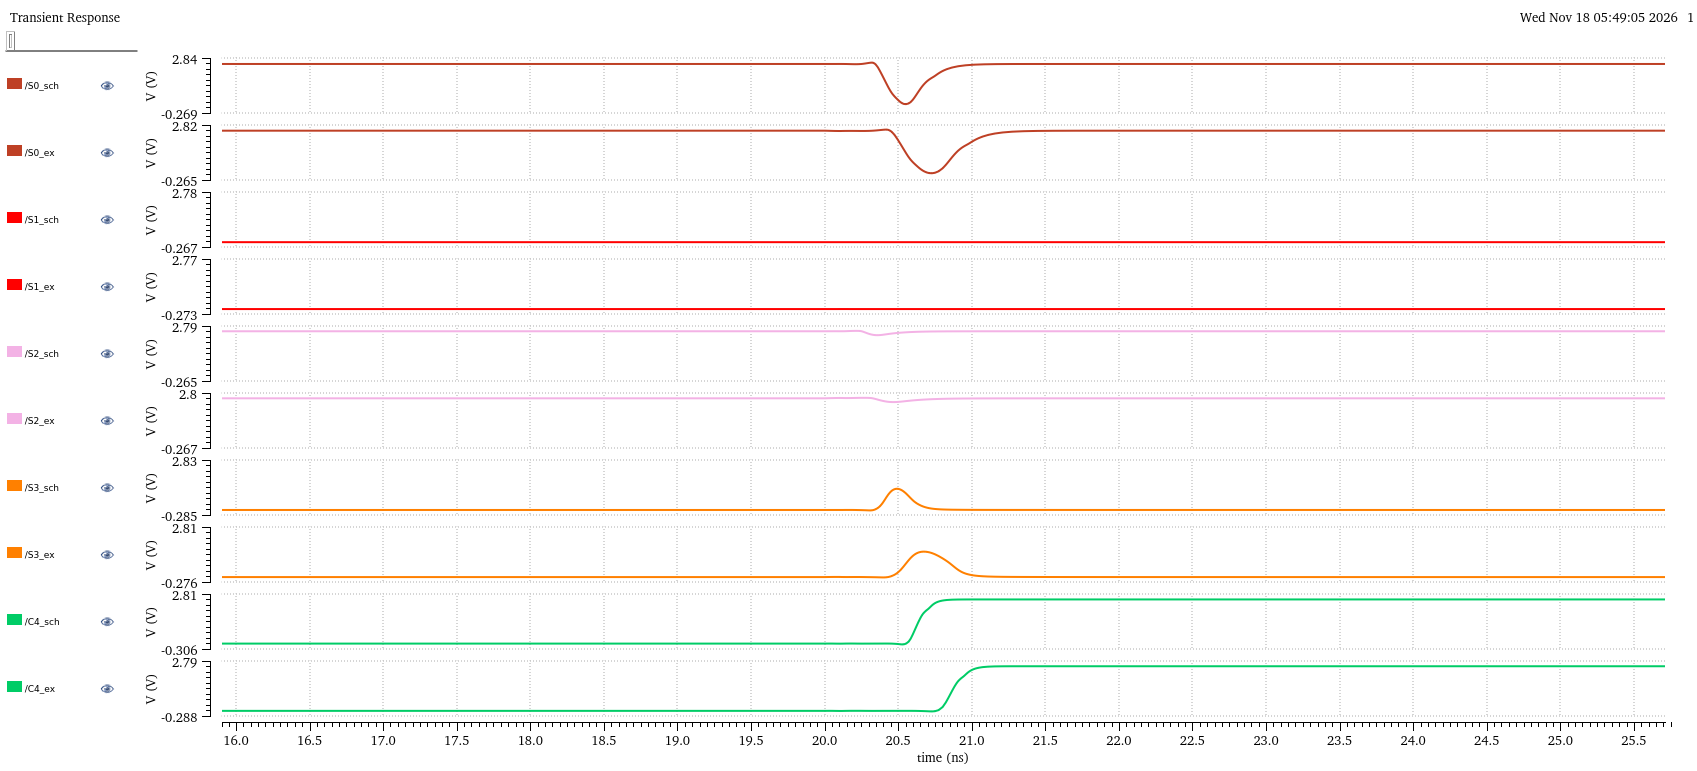 Transient Response
Wed Nov 18 05:49:05 2026 1
/S0_sch
V (V)
2.84
-0.269
/S0_ex
V (V)
2.82
-0.265
/S1_sch
V (V)
2.78
-0.267
/S1_ex
V (V)
2.77
-0.273
/S2_sch
V (V)
2.79
-0.265
/S2_ex
V (V)
2.8
-0.267
/S3_sch
V (V)
2.83
-0.285
/S3_ex
V (V)
2.81
-0.276
/C4_sch
V (V)
2.81
-0.306
/C4_ex
V (V)
2.79
-0.288
16.0 16.5 17.0 17.5 18.0 18.5 19.0 19.5 20.0 20.5 21.0 21.5 22.0 22.5 23.0 23.5 24.0 24.5 25.0 25.5
time (ns)